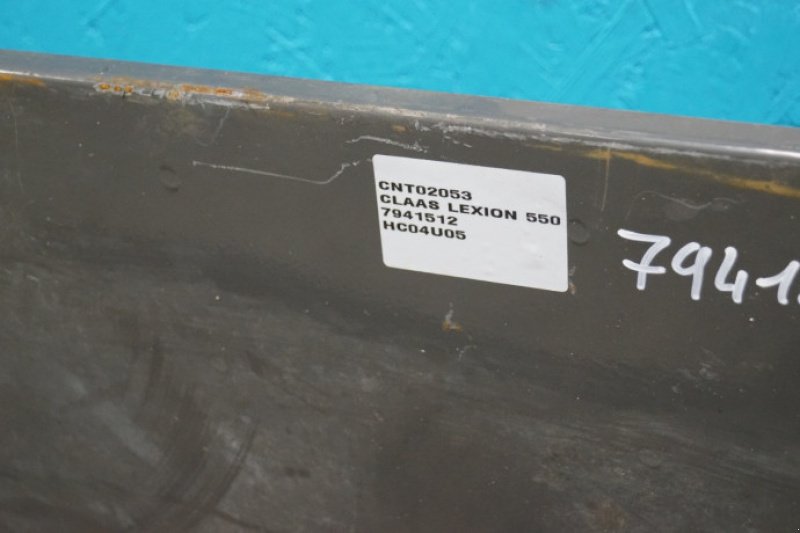 CNT02053
CLAAS LEXION 550
7941512
HC04U05
7941